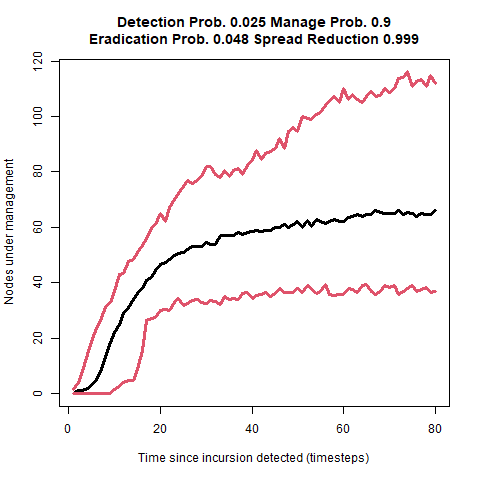 Detection Prob. 0.025 Manage Prob. 0.9
Eradication Prob. 0.048 Spread Reduction 0.999
Nodes under management
120
100
80
60
40
20
0
0 20 40 60 80
Time since incursion detected (timesteps)